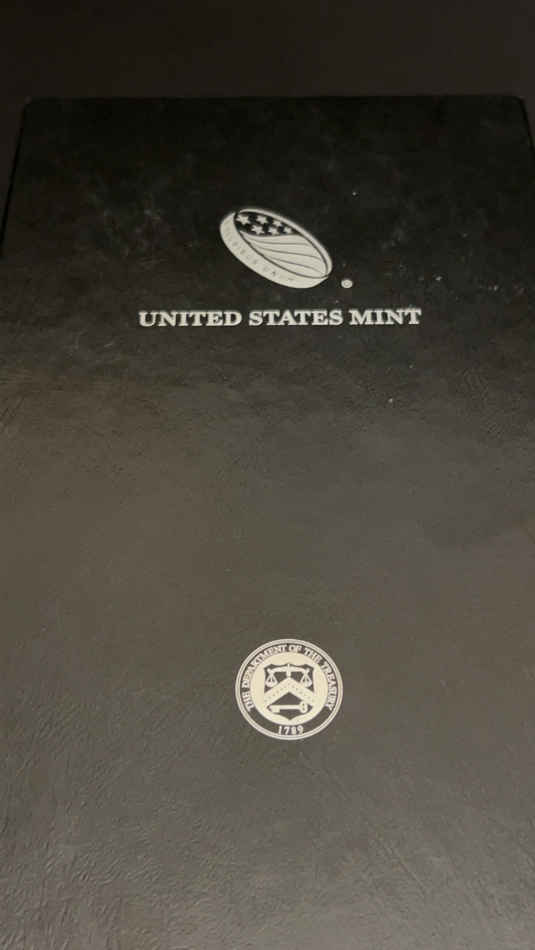 UNITED STATES MINT
THE DEPARTMENT OF THE TREASURY
1789